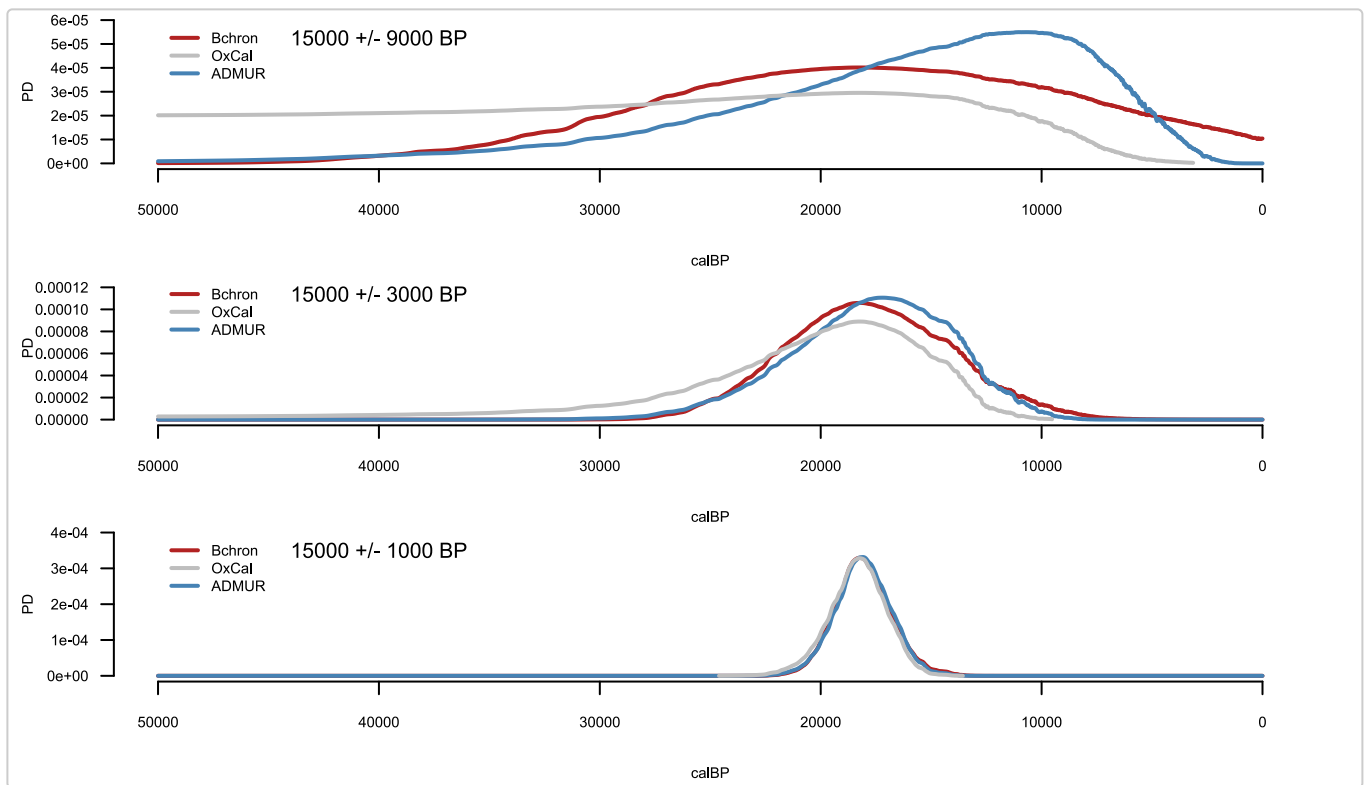 6e-05
5e-05
4e-05
3e-05
2e-05
1e-05
0e+00
PD
Bchron
OxCal
ADMUR
15000 +/- 9000 BP
50000 40000 30000 20000 10000 0
calBP
0.00012
0.00010
0.00008
0.00006
0.00004
0.00002
0.00000
PD
Bchron
OxCal
ADMUR
15000 +/- 3000 BP
50000 40000 30000 20000 10000 0
calBP
4e-04
3e-04
2e-04
1e-04
0e+00
PD
Bchron
OxCal
ADMUR
15000 +/- 1000 BP
50000 40000 30000 20000 10000 0
calBP